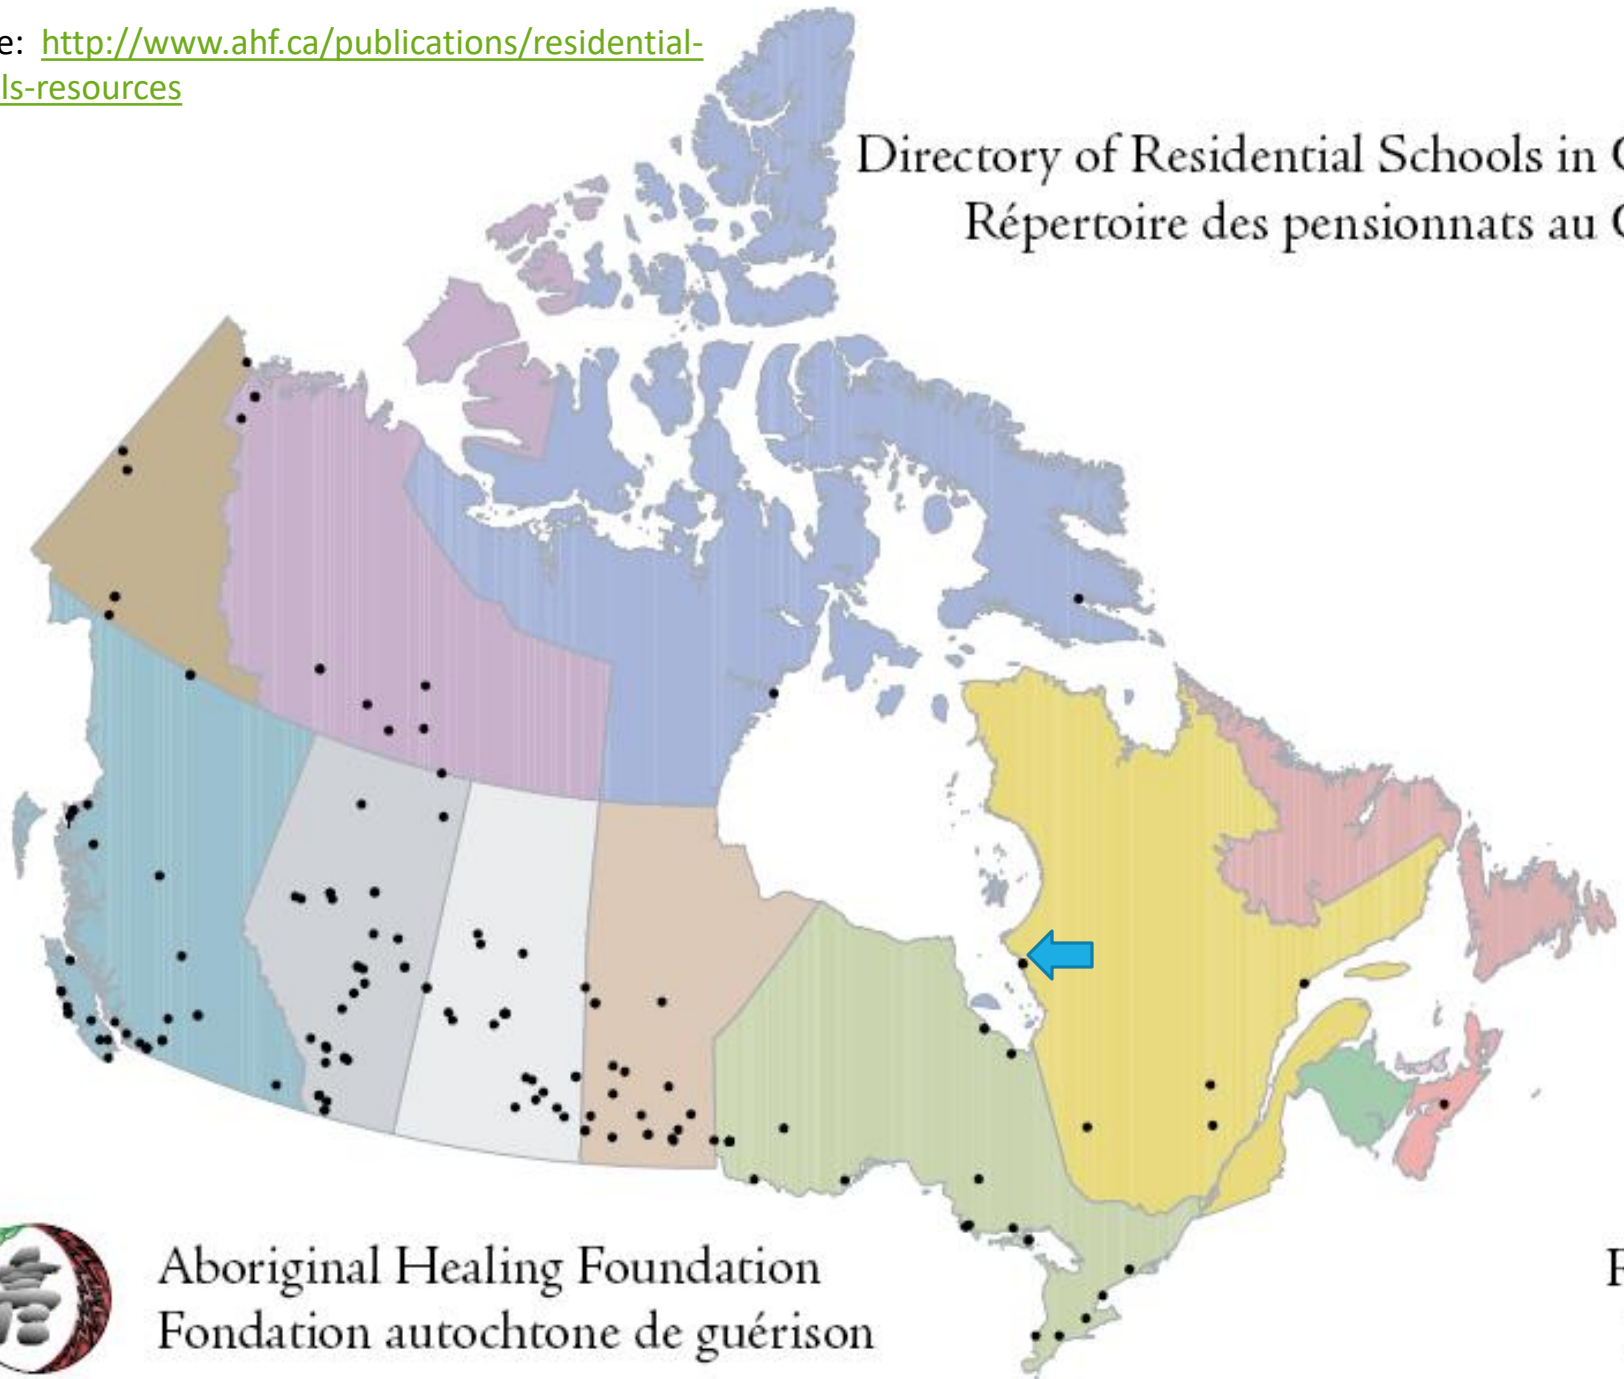 e: http://www.ahf.ca/publications/residential-
ls-resources
Directory of Residential Schools in C
Répertoire des pensionnats au C
Aboriginal Healing Foundation
Fondation autochtone de guérison